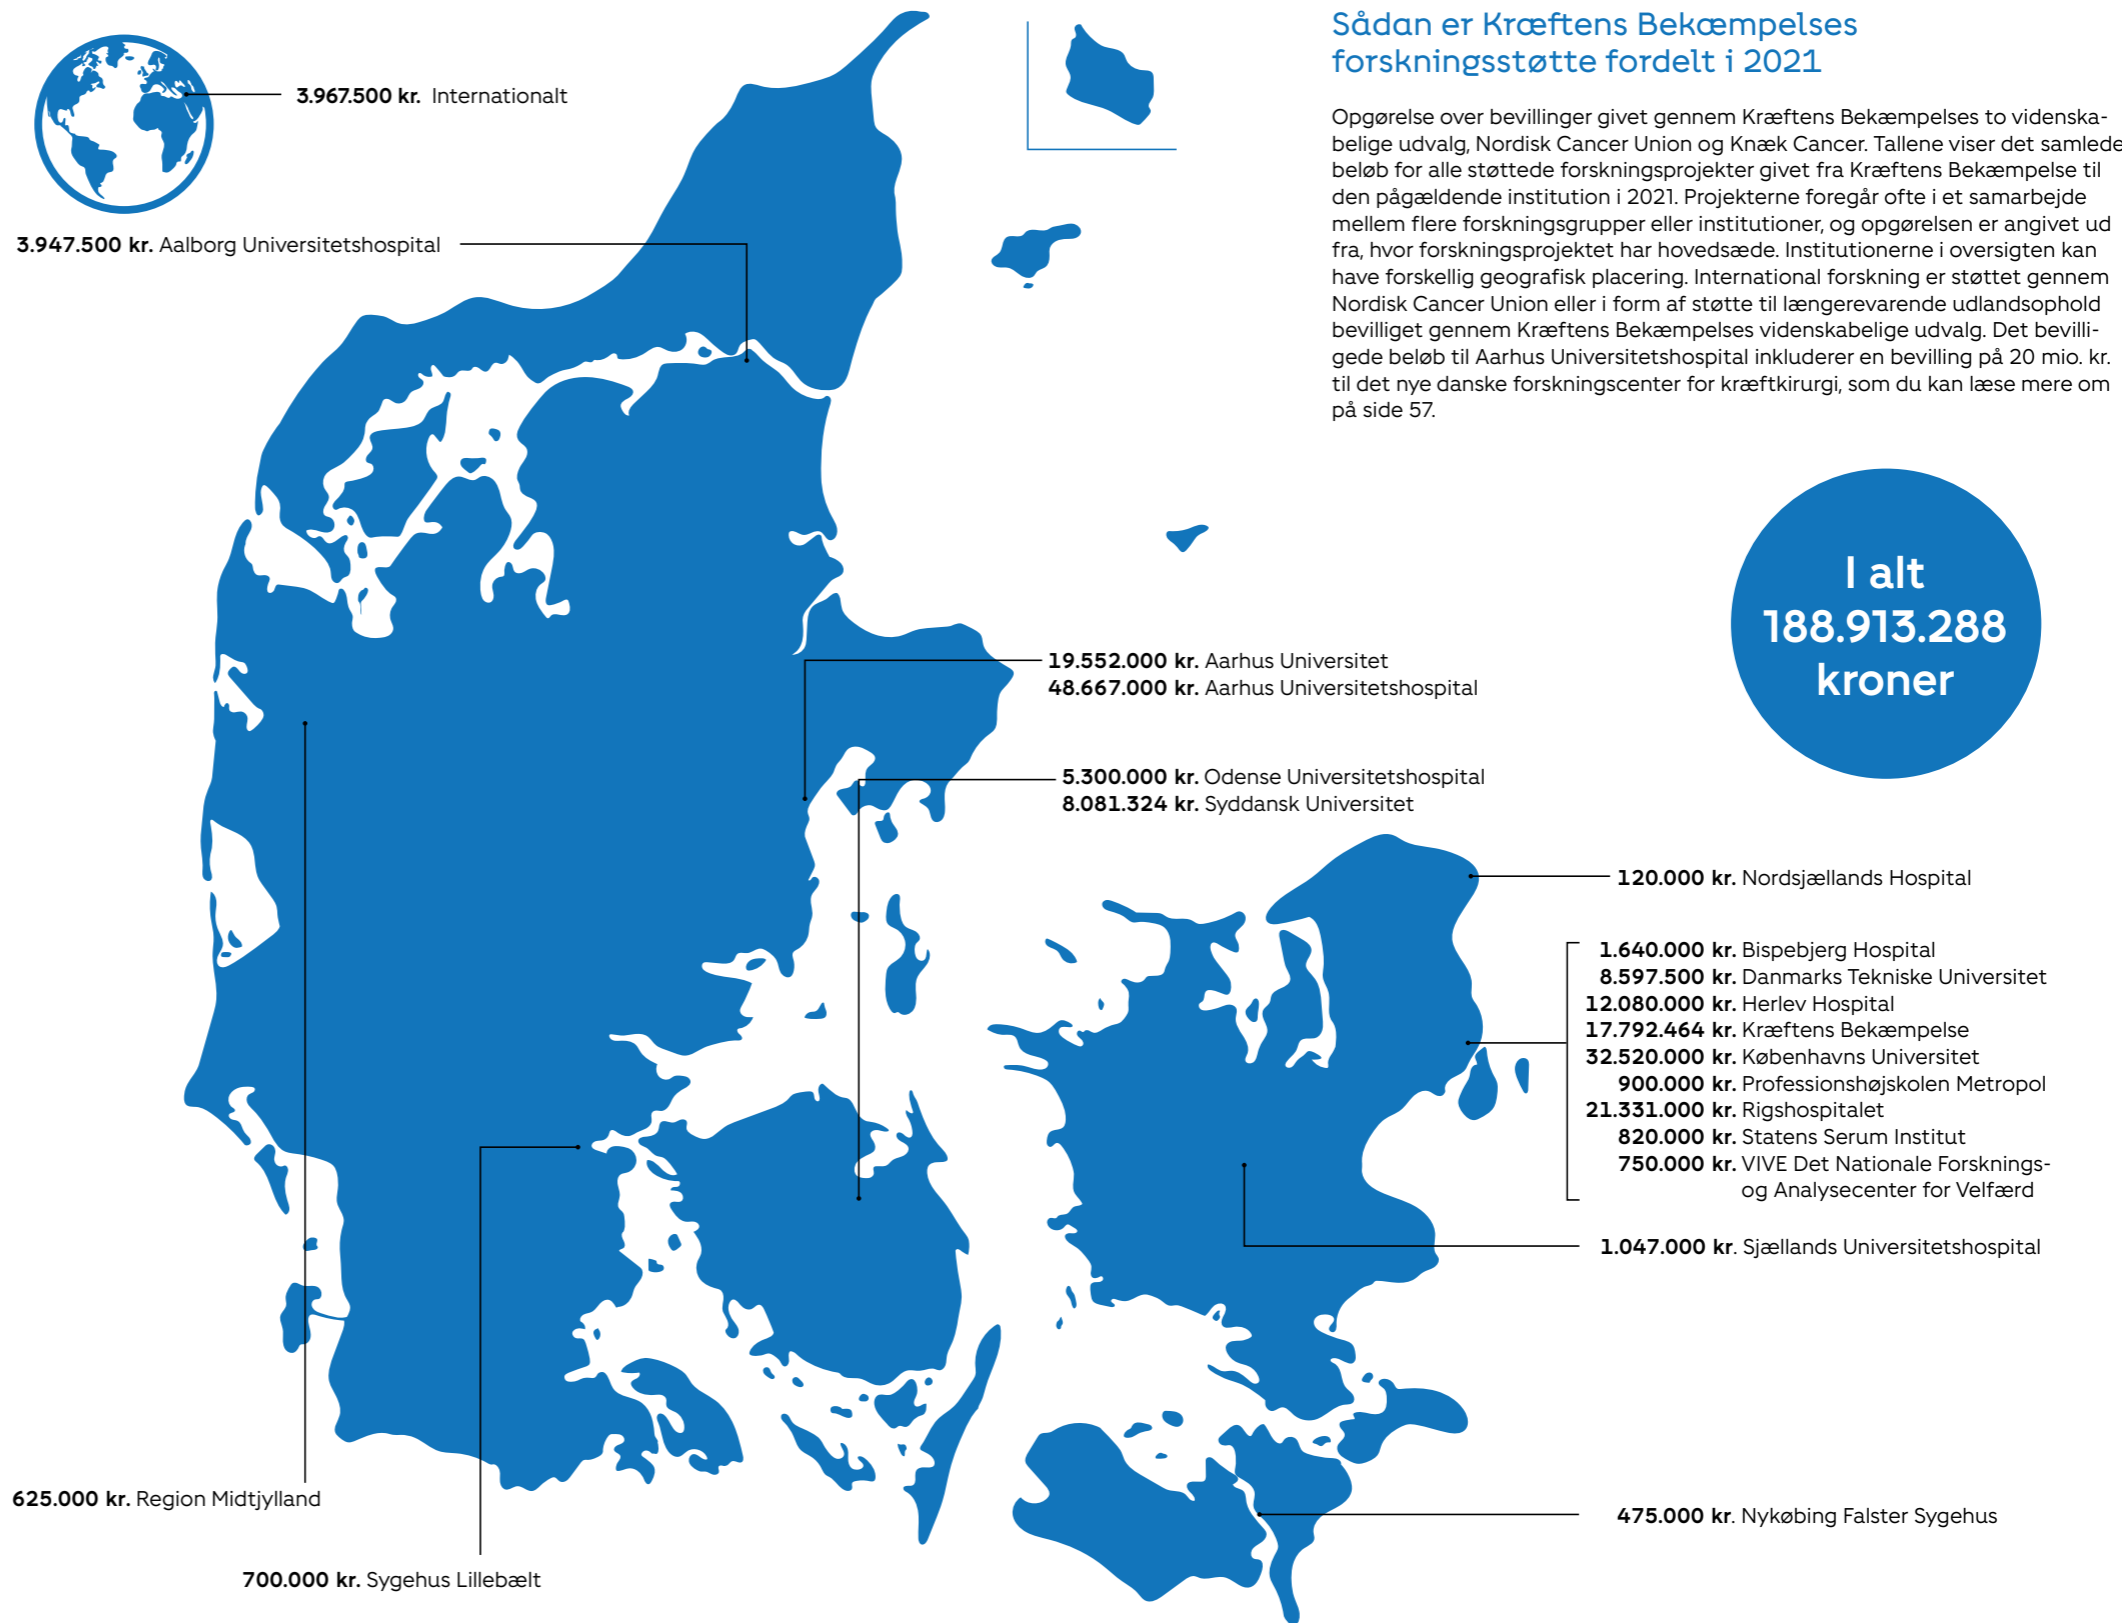 Sådan er Kræftens Bekæmpelses
forskningsstøtte fordelt i 2021
Opgørelse over bevillinger givet gennem Kræftens Bekæmpelses to videnska-
belige udvalg, Nordisk Cancer Union og Knæk Cancer. Tallene viser det samlede
beløb for alle støttede forskningsprojekter givet fra Kræftens Bekæmpelse til
den pågældende institution i 2021. Projekterne foregår ofte i et samarbejde
mellem flere forskningsgrupper eller institutioner, og opgørelsen er angivet ud
fra, hvor forskningsprojektet har hovedsæde. Institutionerne i oversigten kan
have forskellig geografisk placering. International forskning er støttet gennem
Nordisk Cancer Union eller i form af støtte til længerevarende udlandsophold
bevilliget gennem Kræftens Bekæmpelses videnskabelige udvalg. Det bevilli-
gede beløb til Aarhus Universitetshospital inkluderer en bevilling på 20 mio. kr.
til det nye danske forskningscenter for kræftkirurgi, som du kan læse mere om
på side 57.
3.967.500 kr. Internationalt
3.947.500 kr. Aalborg Universitetshospital
I alt
188.913.288
kroner
19.552.000 kr. Aarhus Universitet
48.667.000 kr. Aarhus Universitetshospital
5.300.000 kr. Odense Universitetshospital
8.081.324 kr. Syddansk Universitet
120.000 kr. Nordsjællands Hospital
1.640.000 kr. Bispebjerg Hospital
8.597.500 kr. Danmarks Tekniske Universitet
12.080.000 kr. Herlev Hospital
17.792.464 kr. Kræftens Bekæmpelse
32.520.000 kr. Københavns Universitet
900.000 kr. Professionshøjskolen Metropol
21.331.000 kr. Rigshospitalet
820.000 kr. Statens Serum Institut
750.000 kr. VIVE Det Nationale Forsknings-
og Analysecenter for Velfærd
1.047.000 kr. Sjællands Universitetshospital
625.000 kr. Region Midtjylland
475.000 kr. Nykøbing Falster Sygehus
700.000 kr. Sygehus Lillebælt